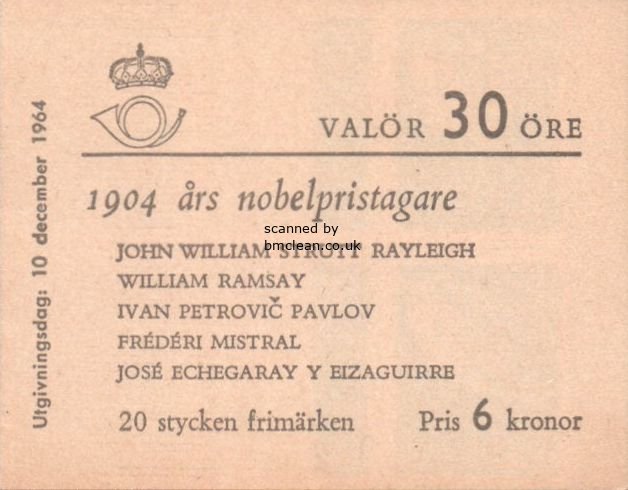 VALÖR 30 ÖRE
1904 års nobelpristagare
scanned by
bmclean.co.uk
JOHN WILLIAM STRUTT RAYLEIGH
WILLIAM RAMSAY
IVAN PETROVIČ PAVLOV
FRÉDÉRI MISTRAL
JOSÉ ECHEGARAY Y EIZAGUIRRE
20 stycken frimärken Pris 6 kronor
Utgivningsdag: 10 december 1964